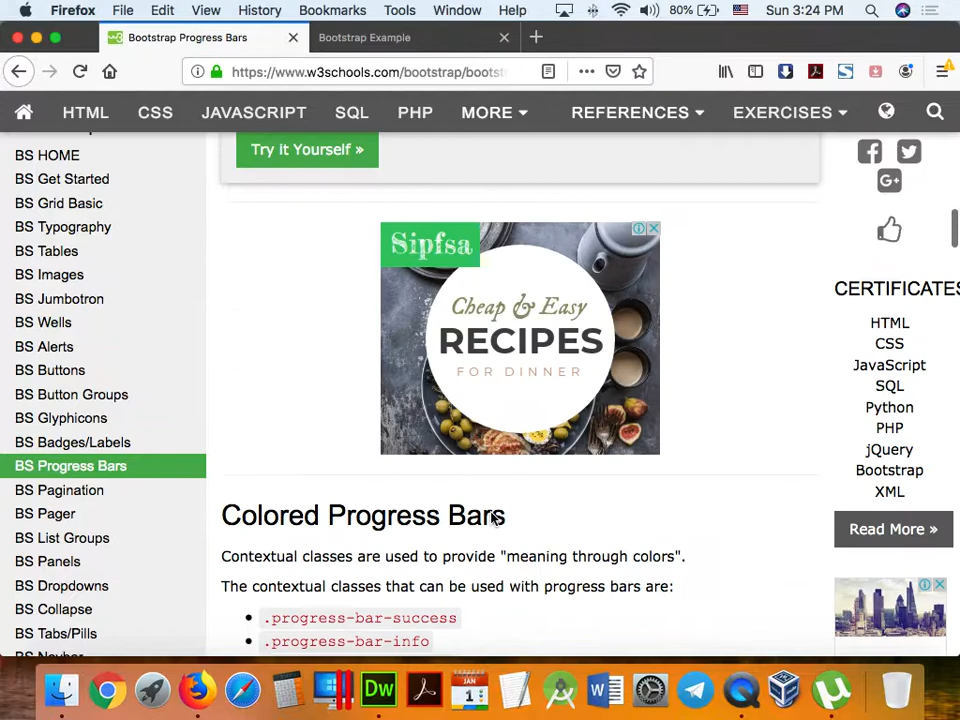 Firefox File Edit View History Bookmarks Tools Window Help 80% Sun 3:24 PM
Bootstrap Progress Bars Bootstrap Example
https://www.w3schools.com/bootstrap/boots
HTML CSS JAVASCRIPT SQL PHP MORE REFERENCES EXERCISES
BS HOME
BS Get Started
BS Grid Basic
BS Typography
BS Tables
BS Images
BS Jumbotron
BS Wells
BS Alerts
BS Buttons
BS Button Groups
BS Glyphicons
BS Badges/Labels
BS Progress Bars
BS Pagination
BS Pager
BS List Groups
BS Panels
BS Dropdowns
BS Collapse
BS Tabs/Pills
Try it Yourself »
Sipfsa
Cheap & Easy
RECIPES
FOR DINNER
Colored Progress Bars
Contextual classes are used to provide "meaning through colors".
The contextual classes that can be used with progress bars are:
.progress-bar-success
.progress-bar-info
G+
CERTIFICATES
HTML
CSS
JavaScript
SQL
Python
PHP
jQuery
Bootstrap
XML
Read More »
Dw
JAN
1
W